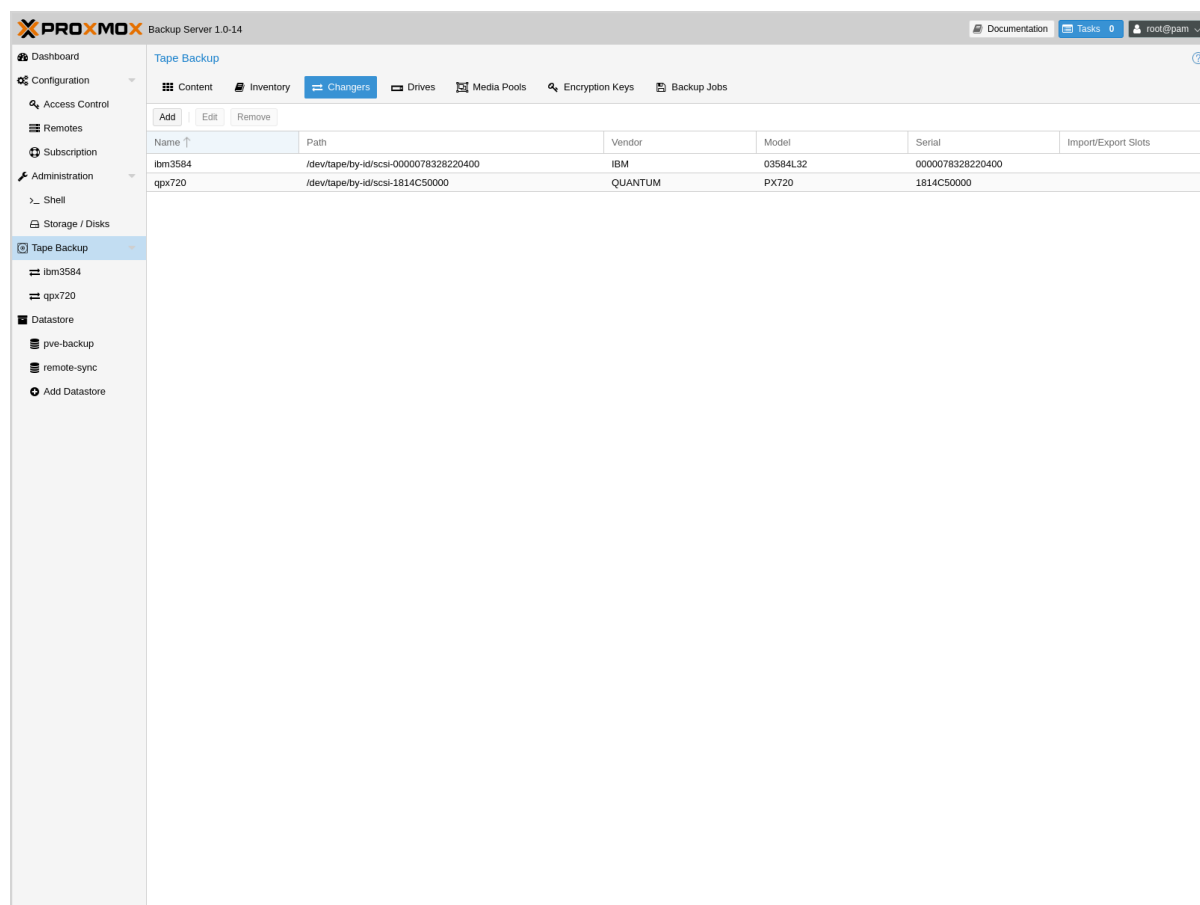 PROXMOX Backup Server 1.0-14 Documentation Tasks 0 root@pam
Dashboard
Configuration
Access Control
Remotes
Subscription
Administration
Shell
Storage / Disks
Tape Backup
ibm3584
qpx720
Datastore
pve-backup
remote-sync
Add Datastore
Tape Backup
Content Inventory Changers Drives Media Pools Encryption Keys Backup Jobs
Add Edit Remove
Name Path Vendor Model Serial Import/Export Slots
ibm3584 /dev/tape/by-id/scsi-0000078328220400 IBM 03584L32 0000078328220400
qpx720 /dev/tape/by-id/scsi-1814C50000 QUANTUM PX720 1814C50000